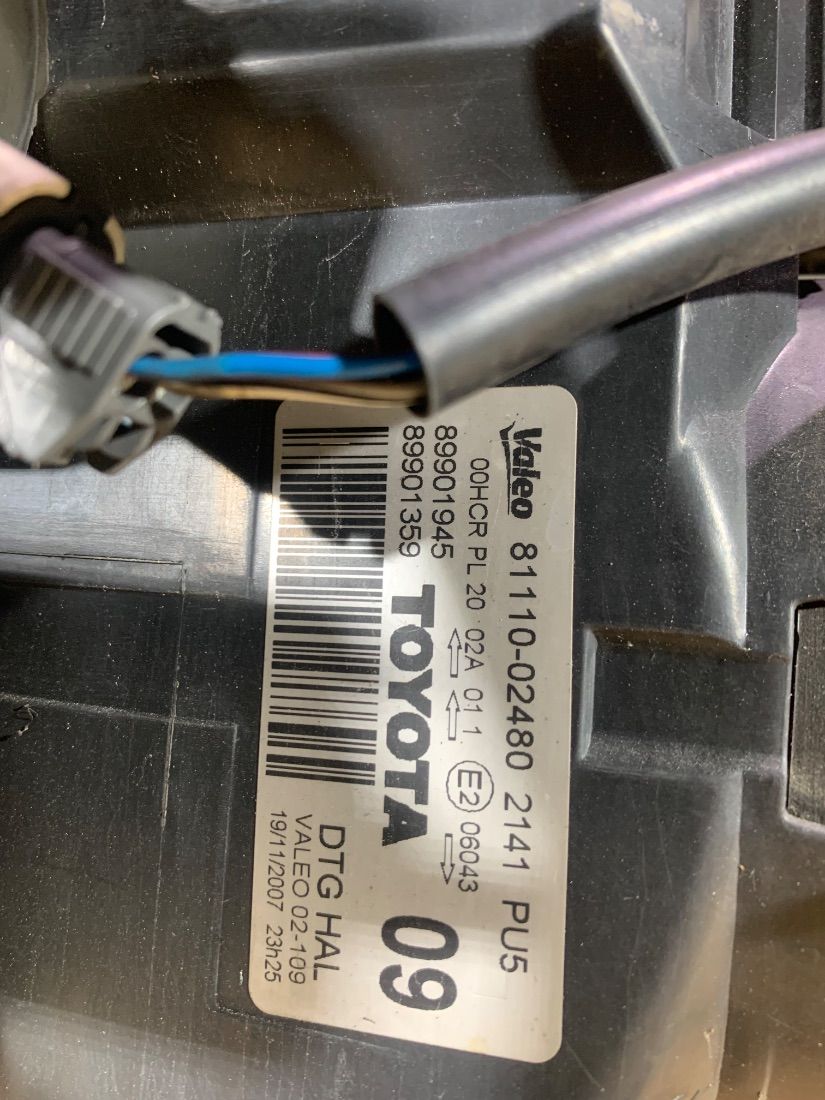 Valeo 81110-02480 2141 PU5
00HCR PL 20 02A 01 1 E2 06043
89901945
89901359
TOYOTA 09
DTG HAL
VALEO 02-109
19/11/2007 23h25